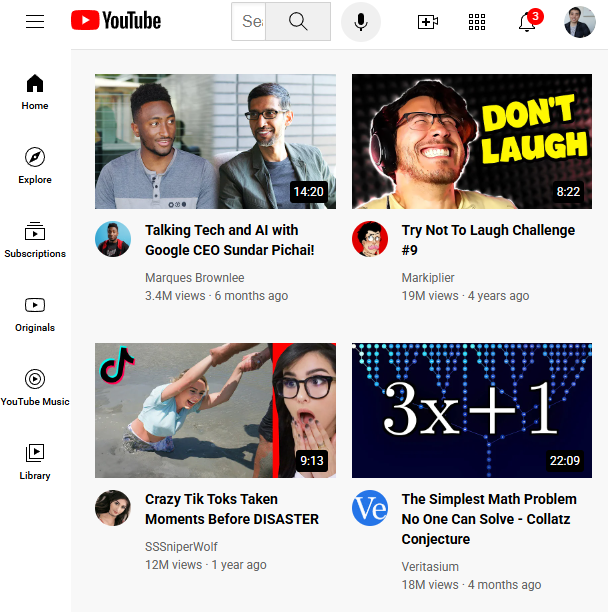 YouTube
Sea
3
Home
Explore
Subscriptions
Originals
YouTube Music
Library
14:20
Talking Tech and AI with
Google CEO Sundar Pichai!
Marques Brownlee
3.4M views · 6 months ago
DON'T
LAUGH
8:22
Try Not To Laugh Challenge
#9
Markiplier
19M views · 4 years ago
9:13
Crazy Tik Toks Taken
Moments Before DISASTER
SSSniperWolf
12M views · 1 year ago
3x+1
22:09
Ve
The Simplest Math Problem
No One Can Solve - Collatz
Conjecture
Veritasium
18M views · 4 months ago